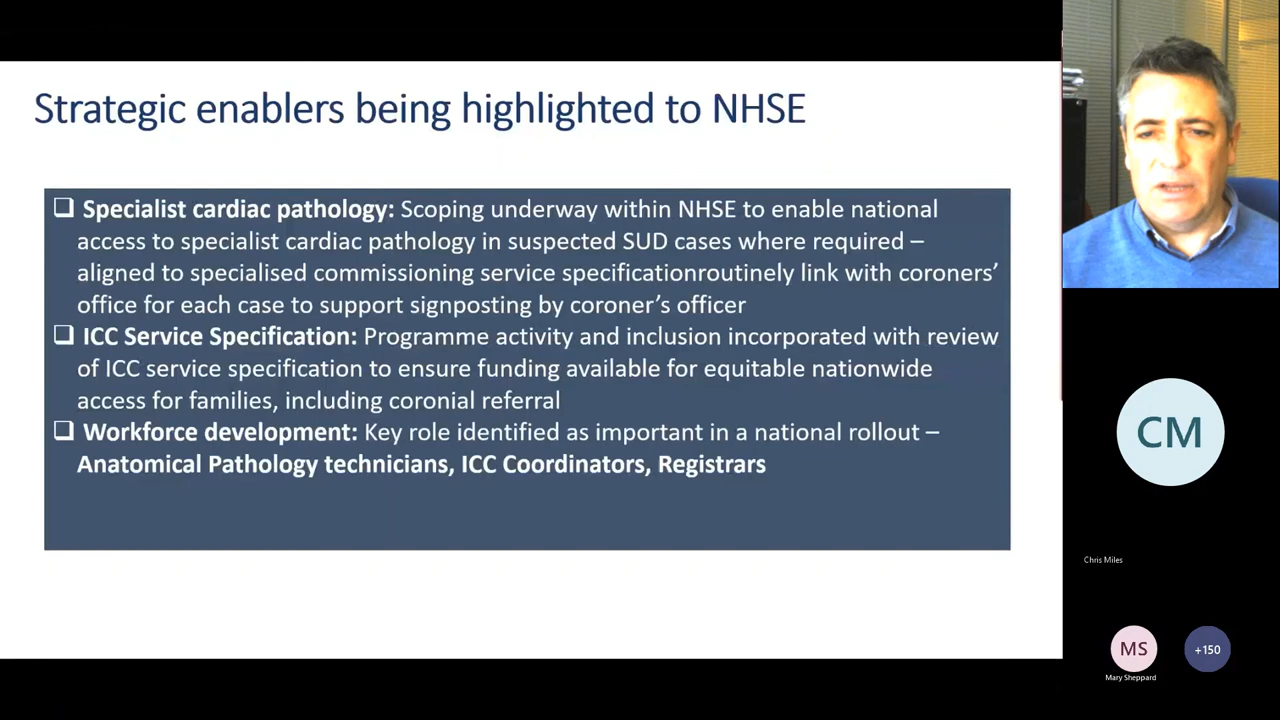 Strategic enablers being highlighted to NHSE
❑ Specialist cardiac pathology: Scoping underway within NHSE to enable national
access to specialist cardiac pathology in suspected SUD cases where required –
aligned to specialised commissioning service specificationroutinely link with coroners’
office for each case to support signposting by coroner’s officer
❑ ICC Service Specification: Programme activity and inclusion incorporated with review
of ICC service specification to ensure funding available for equitable nationwide
access for families, including coronial referral
❑ Workforce development: Key role identified as important in a national rollout –
Anatomical Pathology technicians, ICC Coordinators, Registrars
CM
Chris Miles
MS
+150
Mary Sheppard